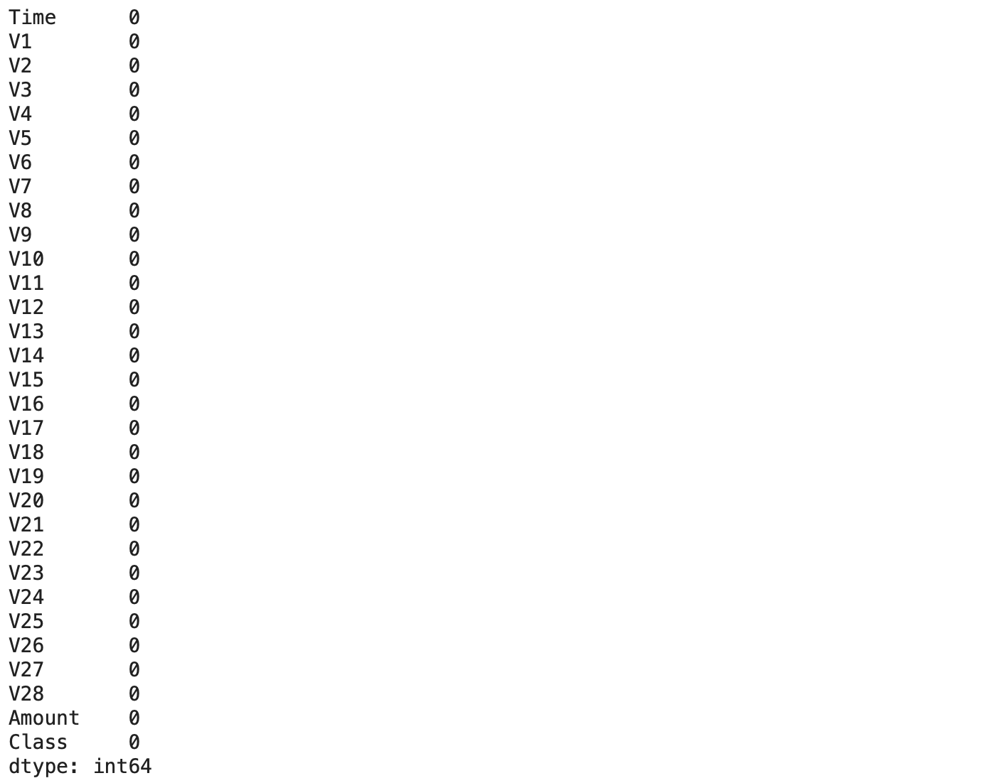 Time      0
V1        0
V2        0
V3        0
V4        0
V5        0
V6        0
V7        0
V8        0
V9        0
V10       0
V11       0
V12       0
V13       0
V14       0
V15       0
V16       0
V17       0
V18       0
V19       0
V20       0
V21       0
V22       0
V23       0
V24       0
V25       0
V26       0
V27       0
V28       0
Amount    0
Class     0
dtype: int64